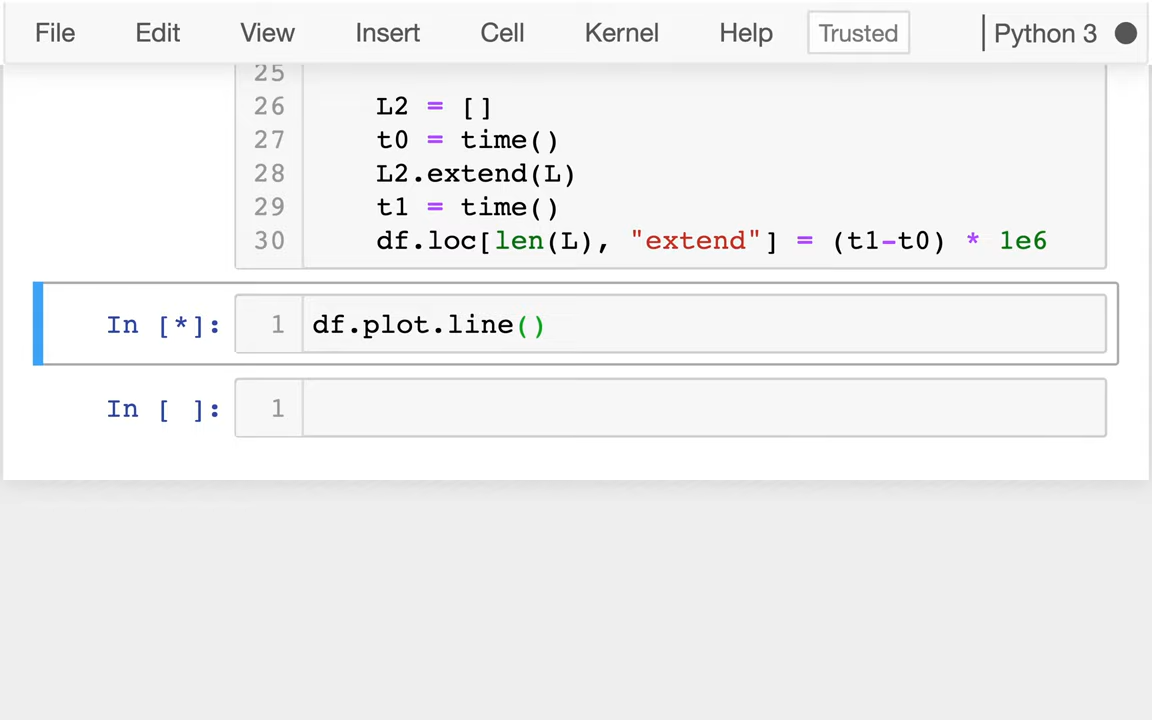 File Edit View Insert Cell Kernel Help Trusted Python 3
25
26 L2 = []
27 t0 = time()
28 L2.extend(L)
29 t1 = time()
30 df.loc[len(L), "extend"] = (t1-t0) * 1e6
In [*]: 1 df.plot.line()
In [ ]: 1